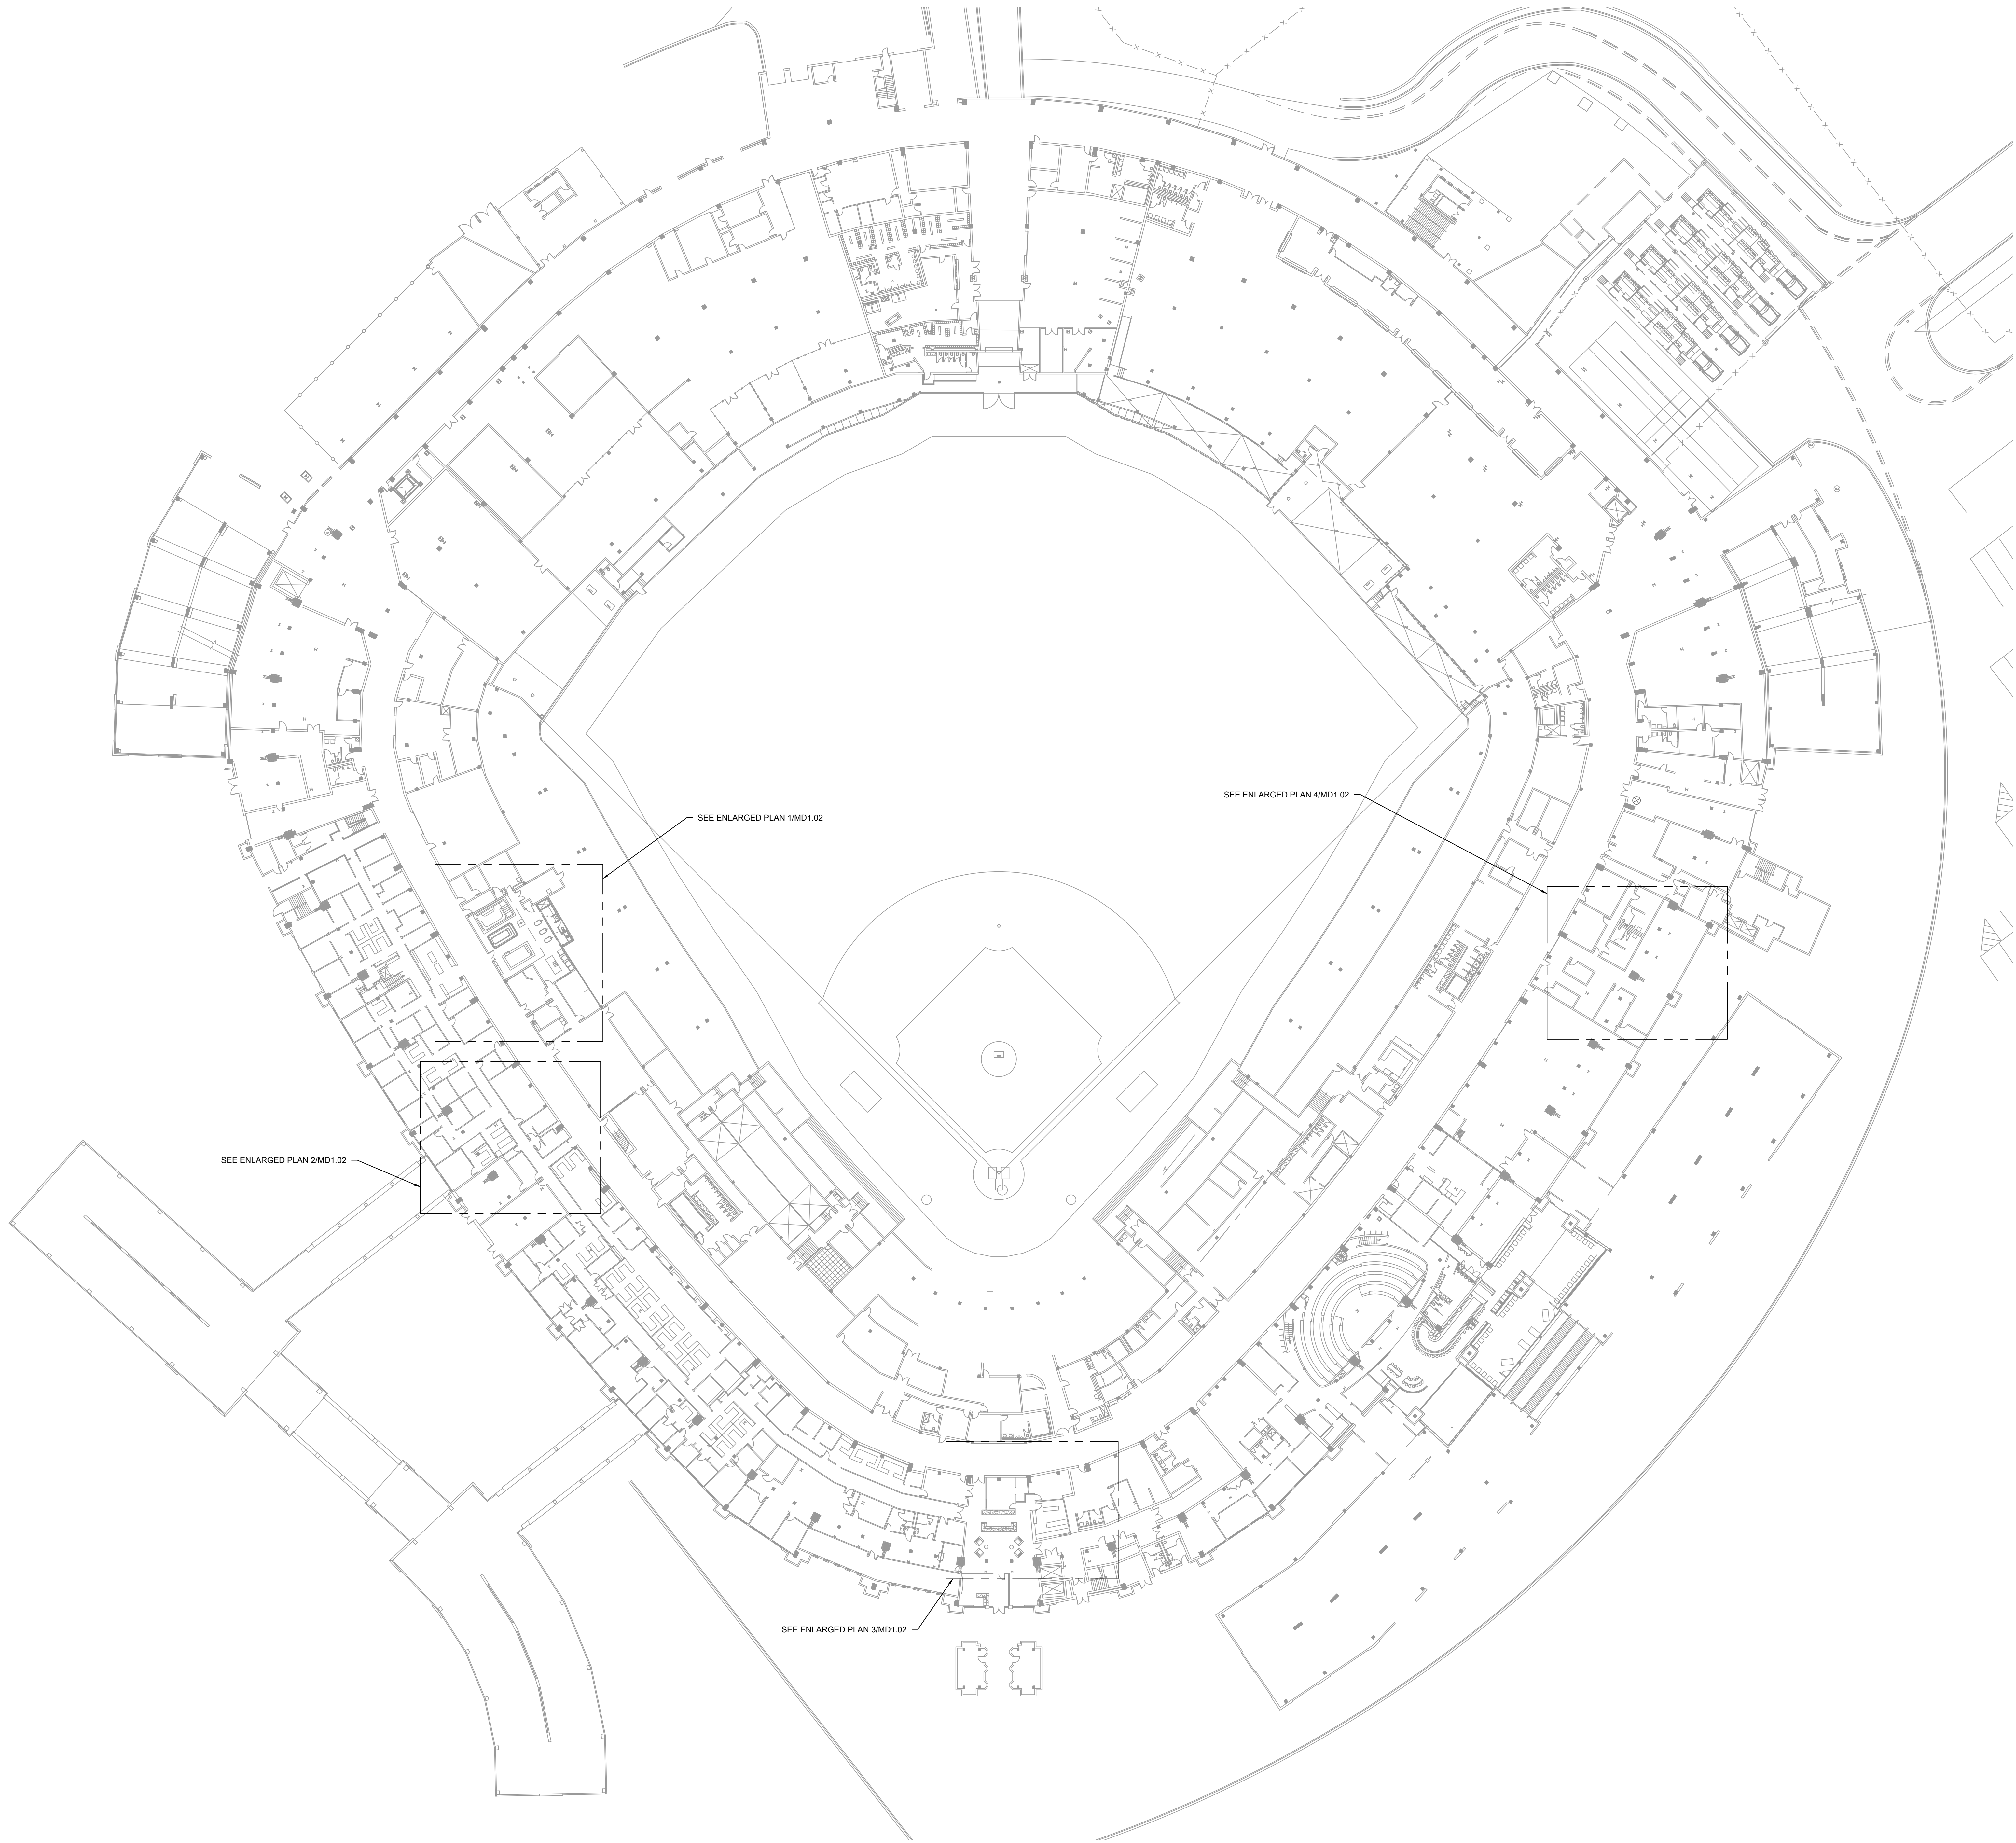 SEE ENLARGED PLAN 4/MD1.02
SEE ENLARGED PLAN 1/MD1.02
SEE ENLARGED PLAN 2/MD1.02
SEE ENLARGED PLAN 3/MD1.02